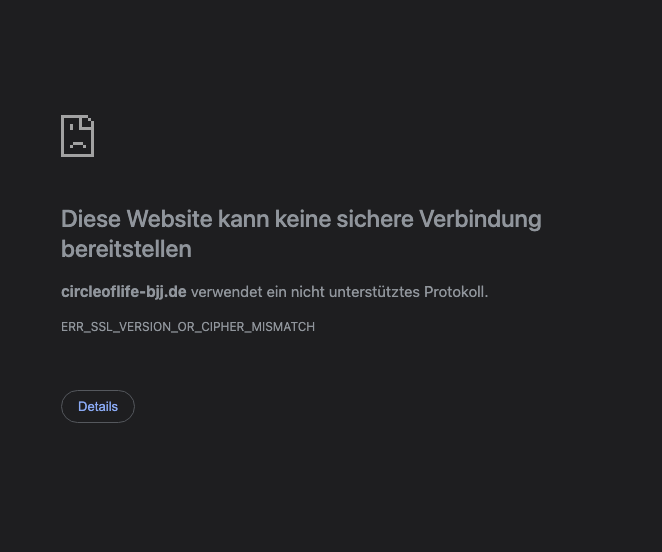 Diese Website kann keine sichere Verbindung
bereitstellen
circleoflife-bjj.de verwendet ein nicht unterstütztes Protokoll.
ERR_SSL_VERSION_OR_CIPHER_MISMATCH
Details